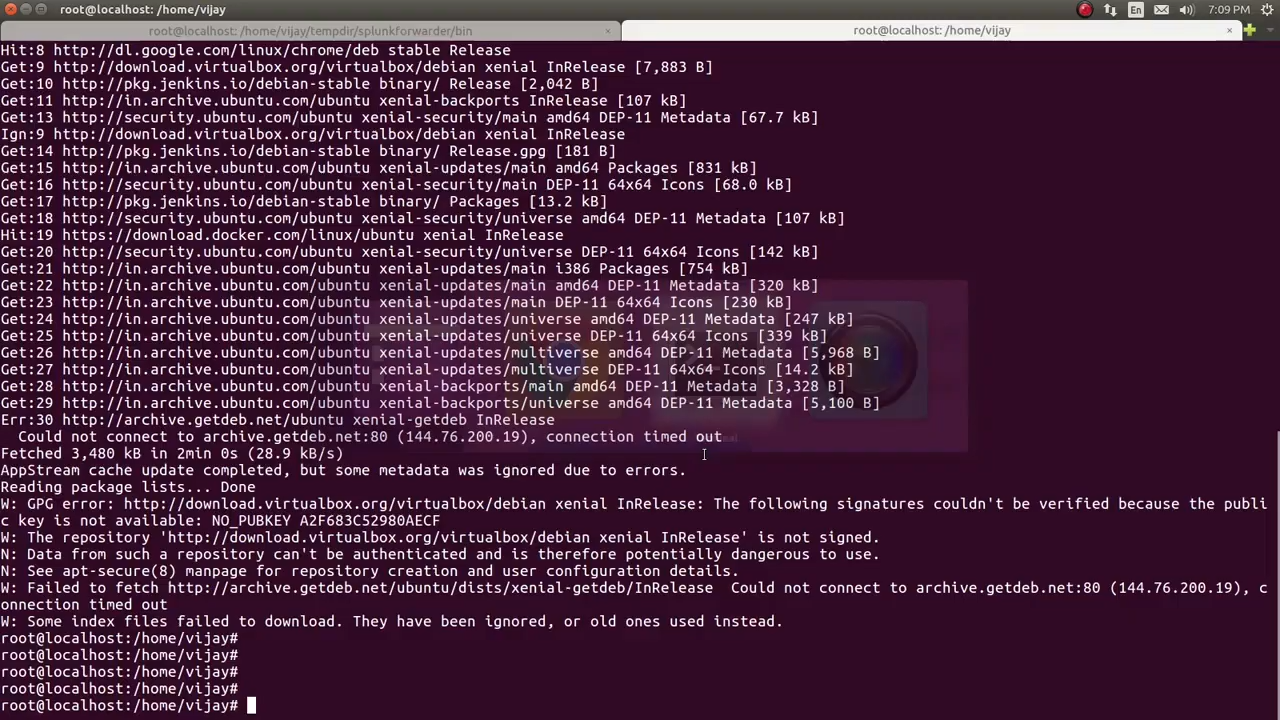 root@localhost: /home/vijay
En
7:09 PM
root@localhost: /home/vijay/tempdir/splunkforwarder/bin
root@localhost: /home/vijay
Hit:8 http://dl.google.com/linux/chrome/deb stable Release
Get:9 http://download.virtualbox.org/virtualbox/debian xenial InRelease [7,883 B]
Get:10 http://pkg.jenkins.io/debian-stable binary/ Release [2,042 B]
Get:11 http://in.archive.ubuntu.com/ubuntu xenial-backports InRelease [107 kB]
Get:13 http://security.ubuntu.com/ubuntu xenial-security/main amd64 DEP-11 Metadata [67.7 kB]
Ign:9 http://download.virtualbox.org/virtualbox/debian xenial InRelease
Get:14 http://pkg.jenkins.io/debian-stable binary/ Release.gpg [181 B]
Get:15 http://in.archive.ubuntu.com/ubuntu xenial-updates/main amd64 Packages [831 kB]
Get:16 http://security.ubuntu.com/ubuntu xenial-security/main DEP-11 64x64 Icons [68.0 kB]
Get:17 http://pkg.jenkins.io/debian-stable binary/ Packages [13.2 kB]
Get:18 http://security.ubuntu.com/ubuntu xenial-security/universe amd64 DEP-11 Metadata [107 kB]
Hit:19 https://download.docker.com/linux/ubuntu xenial InRelease
Get:20 http://security.ubuntu.com/ubuntu xenial-security/universe DEP-11 64x64 Icons [142 kB]
Get:21 http://in.archive.ubuntu.com/ubuntu xenial-updates/main i386 Packages [754 kB]
Get:22 http://in.archive.ubuntu.com/ubuntu xenial-updates/main amd64 DEP-11 Metadata [320 kB]
Get:23 http://in.archive.ubuntu.com/ubuntu xenial-updates/main DEP-11 64x64 Icons [230 kB]
Get:24 http://in.archive.ubuntu.com/ubuntu xenial-updates/universe amd64 DEP-11 Metadata [247 kB]
Get:25 http://in.archive.ubuntu.com/ubuntu xenial-updates/universe DEP-11 64x64 Icons [339 kB]
Get:26 http://in.archive.ubuntu.com/ubuntu xenial-updates/multiverse amd64 DEP-11 Metadata [5,968 B]
Get:27 http://in.archive.ubuntu.com/ubuntu xenial-updates/multiverse DEP-11 64x64 Icons [14.2 kB]
Get:28 http://in.archive.ubuntu.com/ubuntu xenial-backports/main amd64 DEP-11 Metadata [3,328 B]
Get:29 http://in.archive.ubuntu.com/ubuntu xenial-backports/universe amd64 DEP-11 Metadata [5,100 B]
Err:30 http://archive.getdeb.net/ubuntu xenial-getdeb InRelease
Could not connect to archive.getdeb.net:80 (144.76.200.19), connection timed out
Fetched 3,480 kB in 2min 0s (28.9 kB/s)
AppStream cache update completed, but some metadata was ignored due to errors.
Reading package lists... Done
W: GPG error: http://download.virtualbox.org/virtualbox/debian xenial InRelease: The following signatures couldn't be verified because the publi
c key is not available: NO_PUBKEY A2F683C52980AECF
W: The repository 'http://download.virtualbox.org/virtualbox/debian xenial InRelease' is not signed.
N: Data from such a repository can't be authenticated and is therefore potentially dangerous to use.
N: See apt-secure(8) manpage for repository creation and user configuration details.
W: Failed to fetch http://archive.getdeb.net/ubuntu/dists/xenial-getdeb/InRelease  Could not connect to archive.getdeb.net:80 (144.76.200.19), c
onnection timed out
W: Some index files failed to download. They have been ignored, or old ones used instead.
root@localhost:/home/vijay#
root@localhost:/home/vijay#
root@localhost:/home/vijay#
root@localhost:/home/vijay#
root@localhost:/home/vijay#